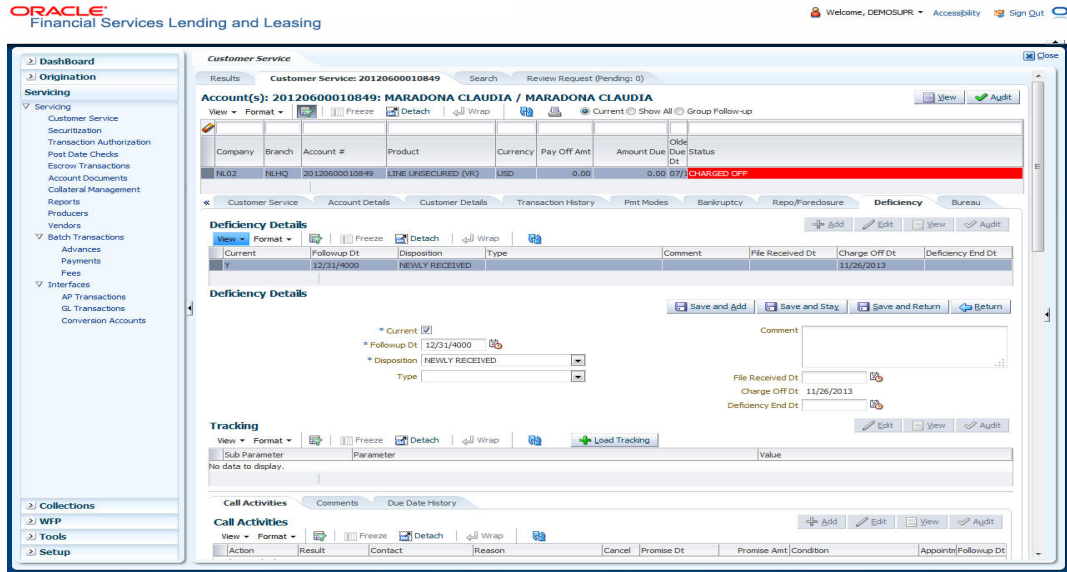 ORACLE
Financial Services Lending and Leasing
Welcome, DEMOSUPR Accessibility Sign Out
Close
DashBoard
Origination
Servicing
Servicing
Customer Service
Securitization
Transaction Authorization
Post Date Checks
Escrow Transactions
Account Documents
Collateral Management
Reports
Producers
Vendors
Batch Transactions
Advances
Payments
Fees
Interfaces
AP Transactions
GL Transactions
Conversion Accounts
Collections
WFP
Tools
Setup
Customer Service
Results Customer Service: 20120600010849 Search Review Request (Pending: 0)
Account(s): 20120600010849: MARADONA CLAUDIA / MARADONA CLAUDIA View Audit
View Format Freeze Detach Wrap Current Show All Group Follow-up
Company Branch Account # Product Currency Pay Off Amt Amount Due Olde Due Dt Status
NL02 NLHQ 20120600010849 LINE UNSECURED (VR) USD 0.00 0.00 07/1 CHARGED OFF
« Customer Service Account Details Customer Details Transaction History Pmt Modes Bankruptcy Repo/Foreclosure Deficiency Bureau
Deficiency Details Add Edit View Audit
View Format Freeze Detach Wrap
Current Followup Dt Disposition Type Comment File Received Dt Charge Off Dt Deficiency End Dt
Y 12/31/4000 NEWLY RECEIVED 11/26/2013
Deficiency Details
Save and Add Save and Stay Save and Return Return
* Current
* Followup Dt 12/31/4000
* Disposition NEWLY RECEIVED
Type
Comment
File Received Dt
Charge Off Dt 11/26/2013
Deficiency End Dt
Tracking Edit View Audit
View Format Freeze Detach Wrap Load Tracking
Sub Parameter Parameter Value
No data to display.
Call Activities Comments Due Date History
Call Activities Add Edit View Audit
View Format Freeze Detach Wrap
Action Result Contact Reason Cancel Promise Dt Promise Amt Condition Appointm Followup Dt